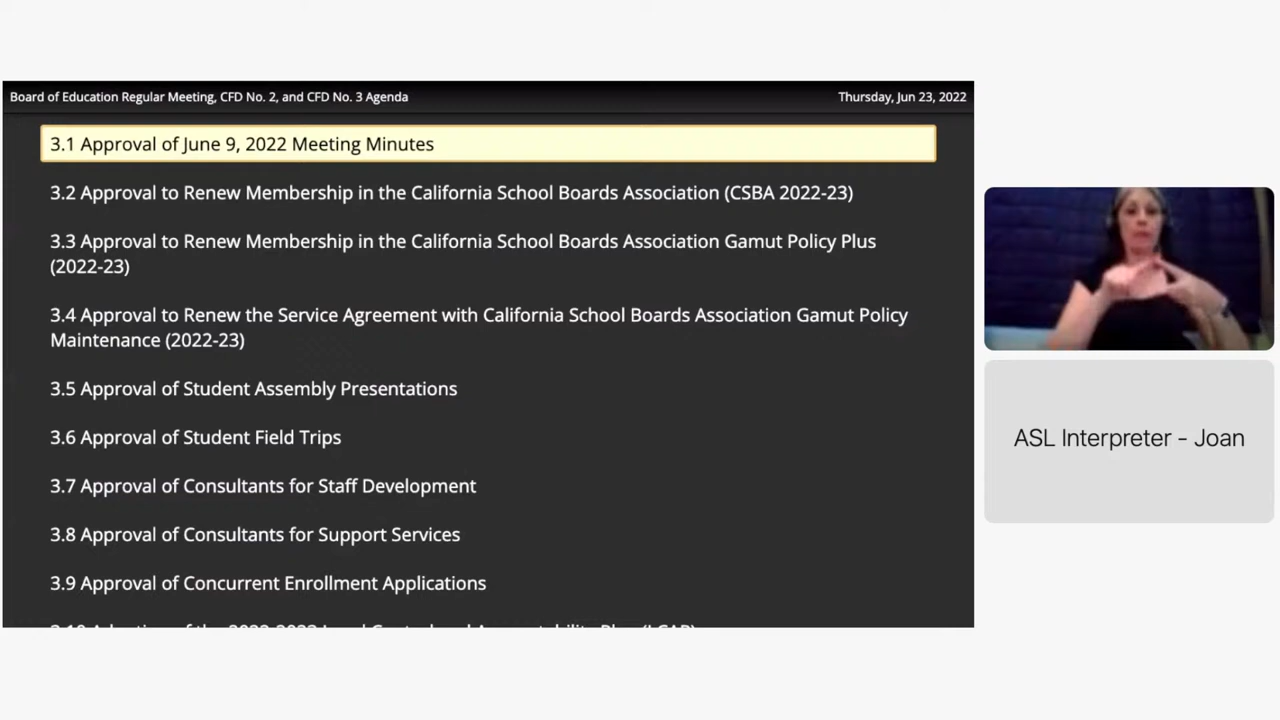 Board of Education Regular Meeting, CFD No. 2, and CFD No. 3 Agenda
Thursday, Jun 23, 2022
3.1 Approval of June 9, 2022 Meeting Minutes
3.2 Approval to Renew Membership in the California School Boards Association (CSBA 2022-23)
3.3 Approval to Renew Membership in the California School Boards Association Gamut Policy Plus
(2022-23)
3.4 Approval to Renew the Service Agreement with California School Boards Association Gamut Policy
Maintenance (2022-23)
3.5 Approval of Student Assembly Presentations
3.6 Approval of Student Field Trips
3.7 Approval of Consultants for Staff Development
3.8 Approval of Consultants for Support Services
3.9 Approval of Concurrent Enrollment Applications
ASL Interpreter - Joan